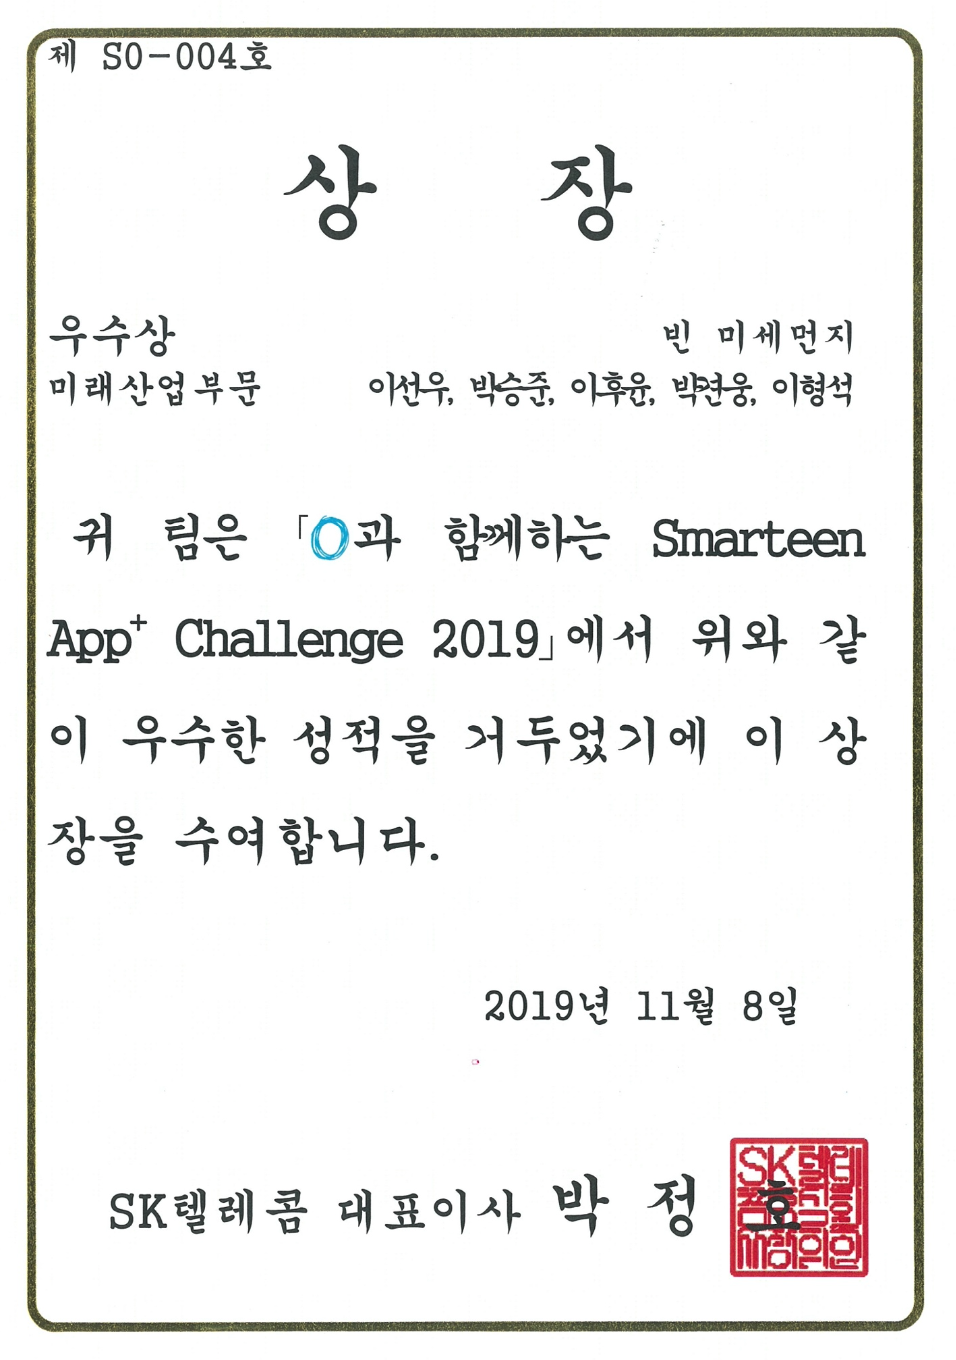 제 S0-004호
상 장
우수상 빈 미세먼지
미래산업부문 이선우, 박승준, 이후윤, 박현웅, 이형석
귀 팀은 「O과 함께하는 Smarteen
App⁺ Challenge 2019」에서 위와 같
이 우수한 성적을 거두었기에 이 상
장을 수여합니다.
2019년 11월 8일
SK텔레콤 대표이사 박 정 호